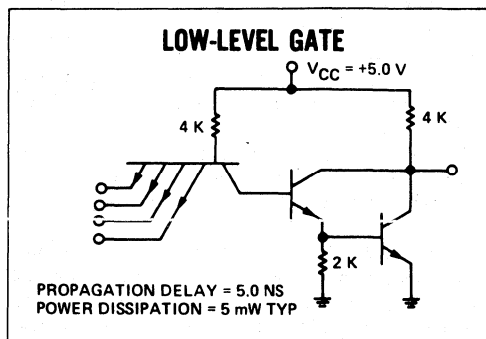 LOW-LEVEL GATE
VCC = +5.0 V
4 K
4 K
2 K
PROPAGATION DELAY = 5.0 NS
POWER DISSIPATION = 5 mW TYP